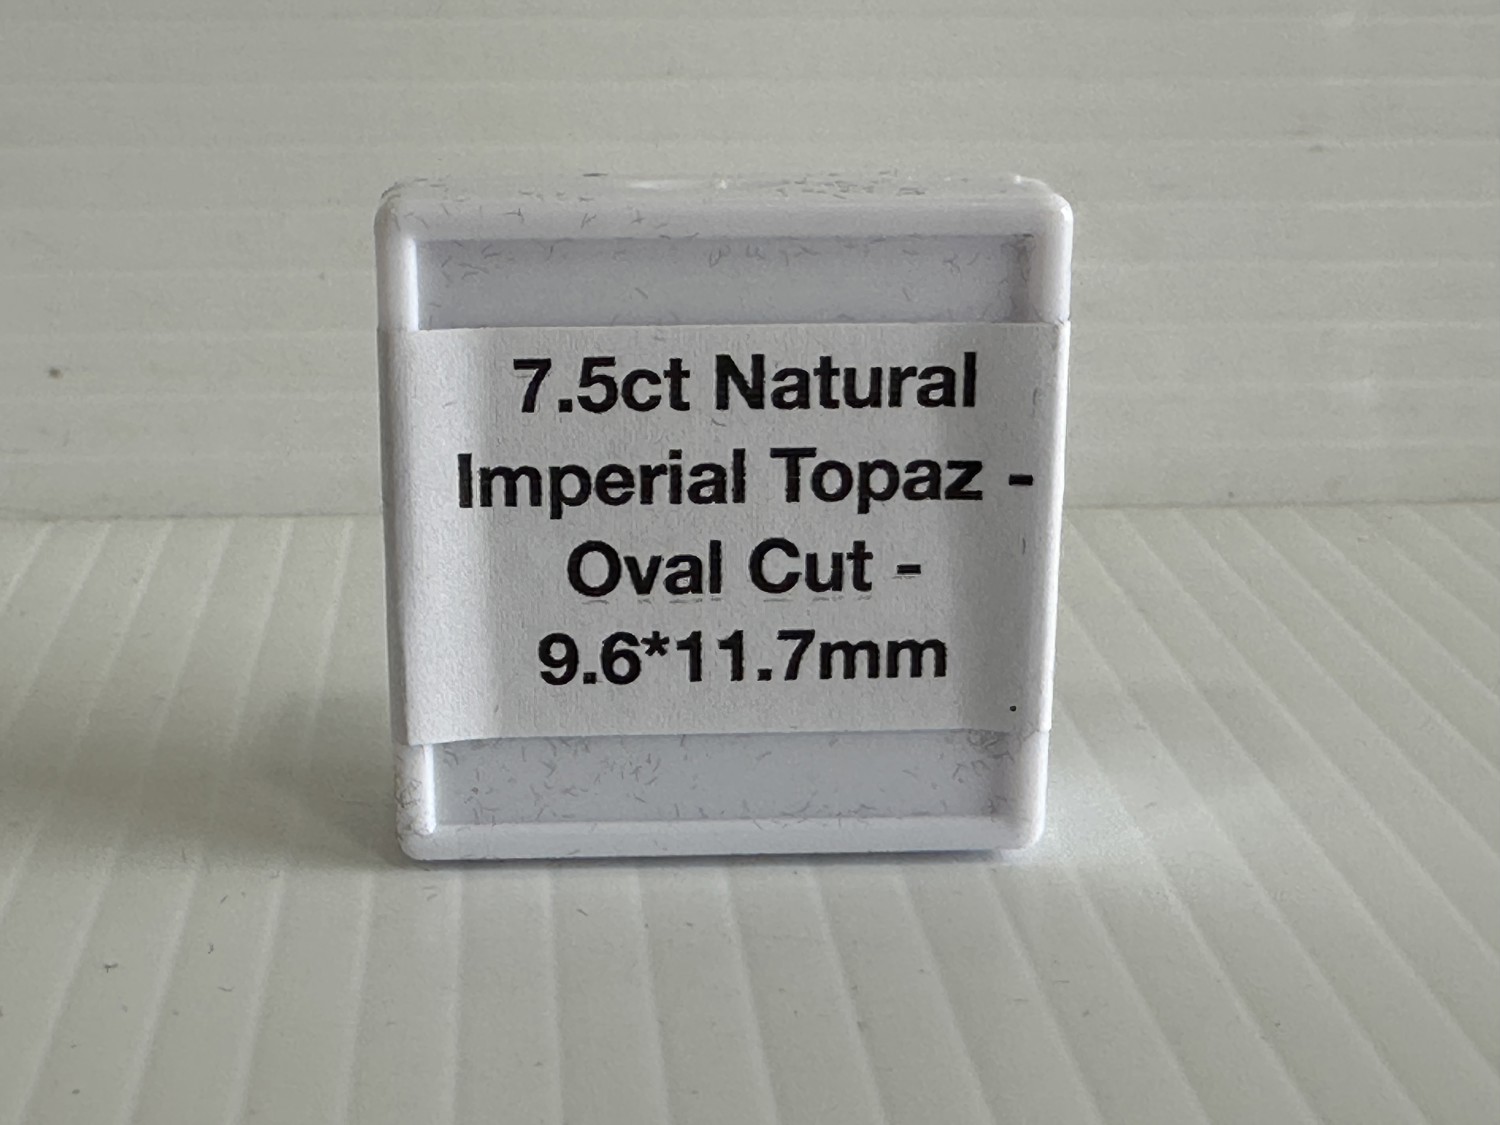 7.5ct Natural
Imperial Topaz -
Oval Cut -
9.6*11.7mm